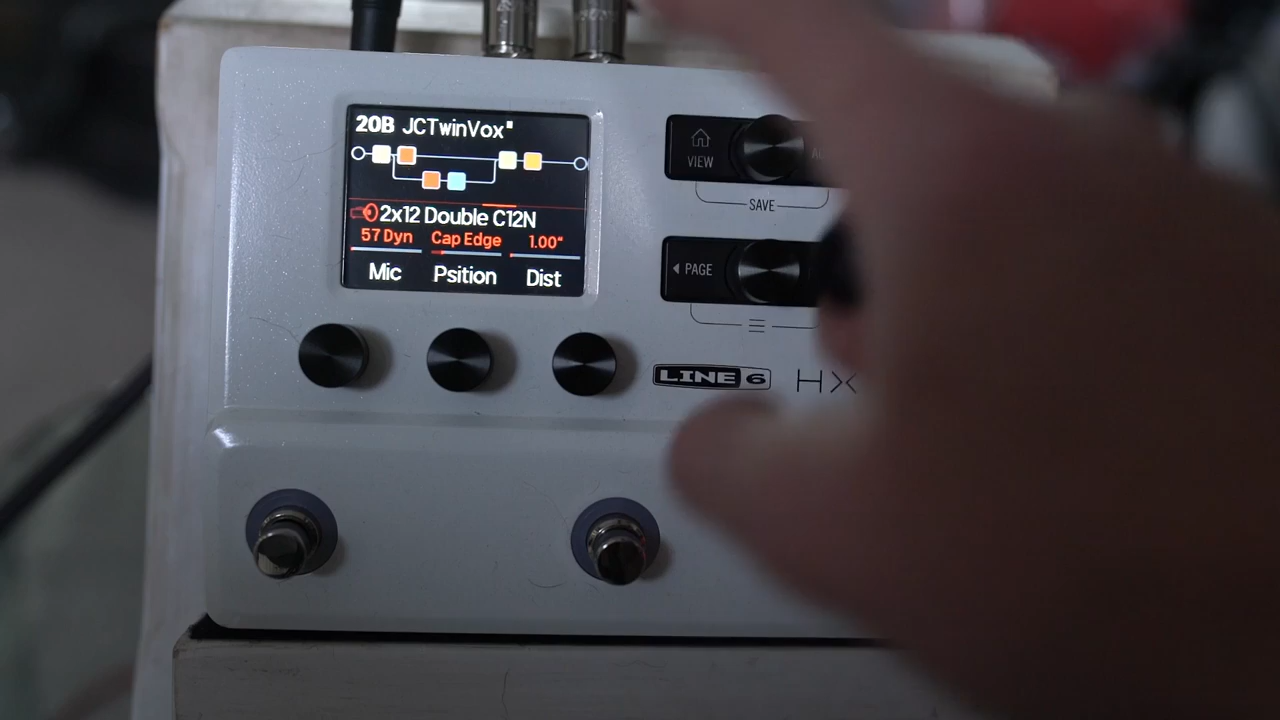 20B JCTwinVox
2x12 Double C12N
57 Dyn Cap Edge 1.00"
Mic Psition Dist
VIEW
SAVE
PAGE
LINE 6 HX